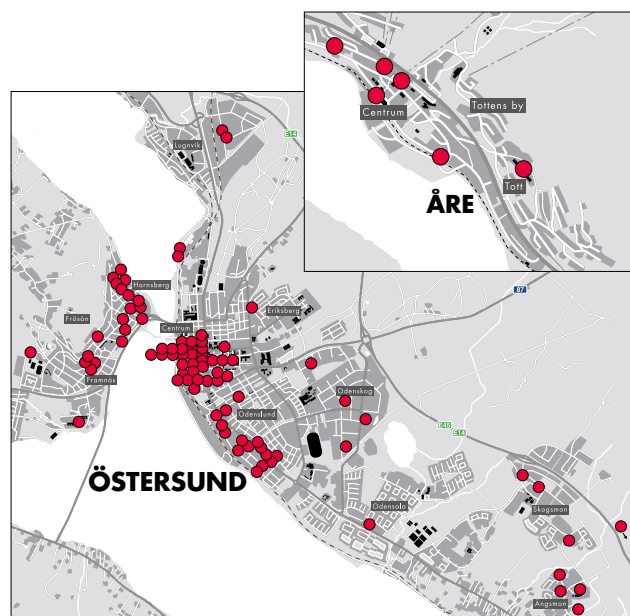 Tottens by
Centrum
Tott
ÅRE
E14
Lugnvik
87
Hornsberg
Eriksberg
Frösön
Centrum
Framnäs
Odenskog
Odenslund
E45
E14
ÖSTERSUND
Odensala
Skogsmon
Ängsmon